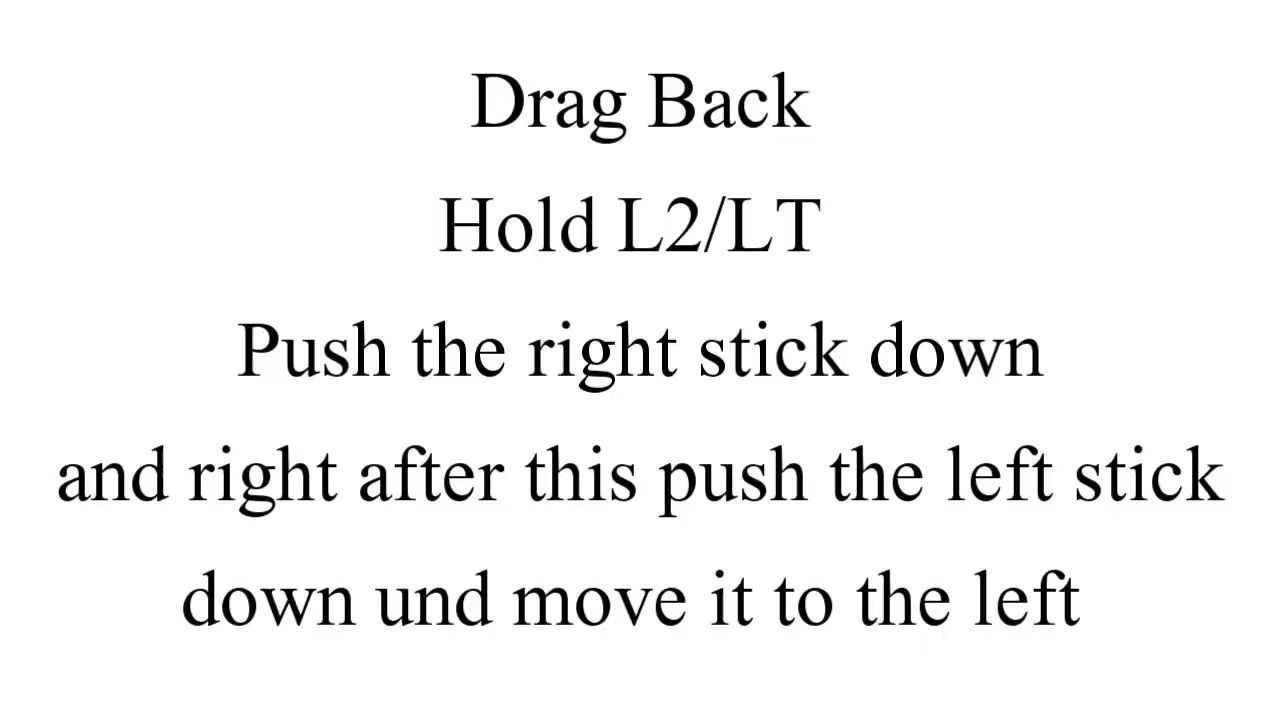 Drag Back
Hold L2/LT
Push the right stick down
and right after this push the left stick
down und move it to the left